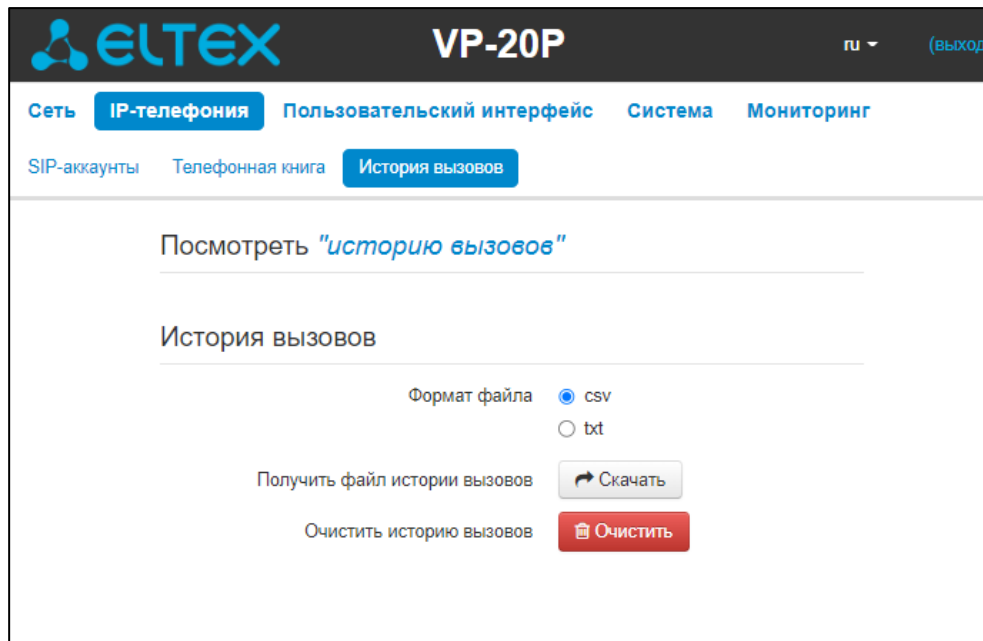 ELTEX VP-20P ru (выход
Сеть IP-телефония Пользовательский интерфейс Система Мониторинг
SIP-аккаунты Телефонная книга История вызовов
Посмотреть "историю вызовов"
История вызовов
Формат файла csv
txt
Получить файл истории вызовов Скачать
Очистить историю вызовов Очистить